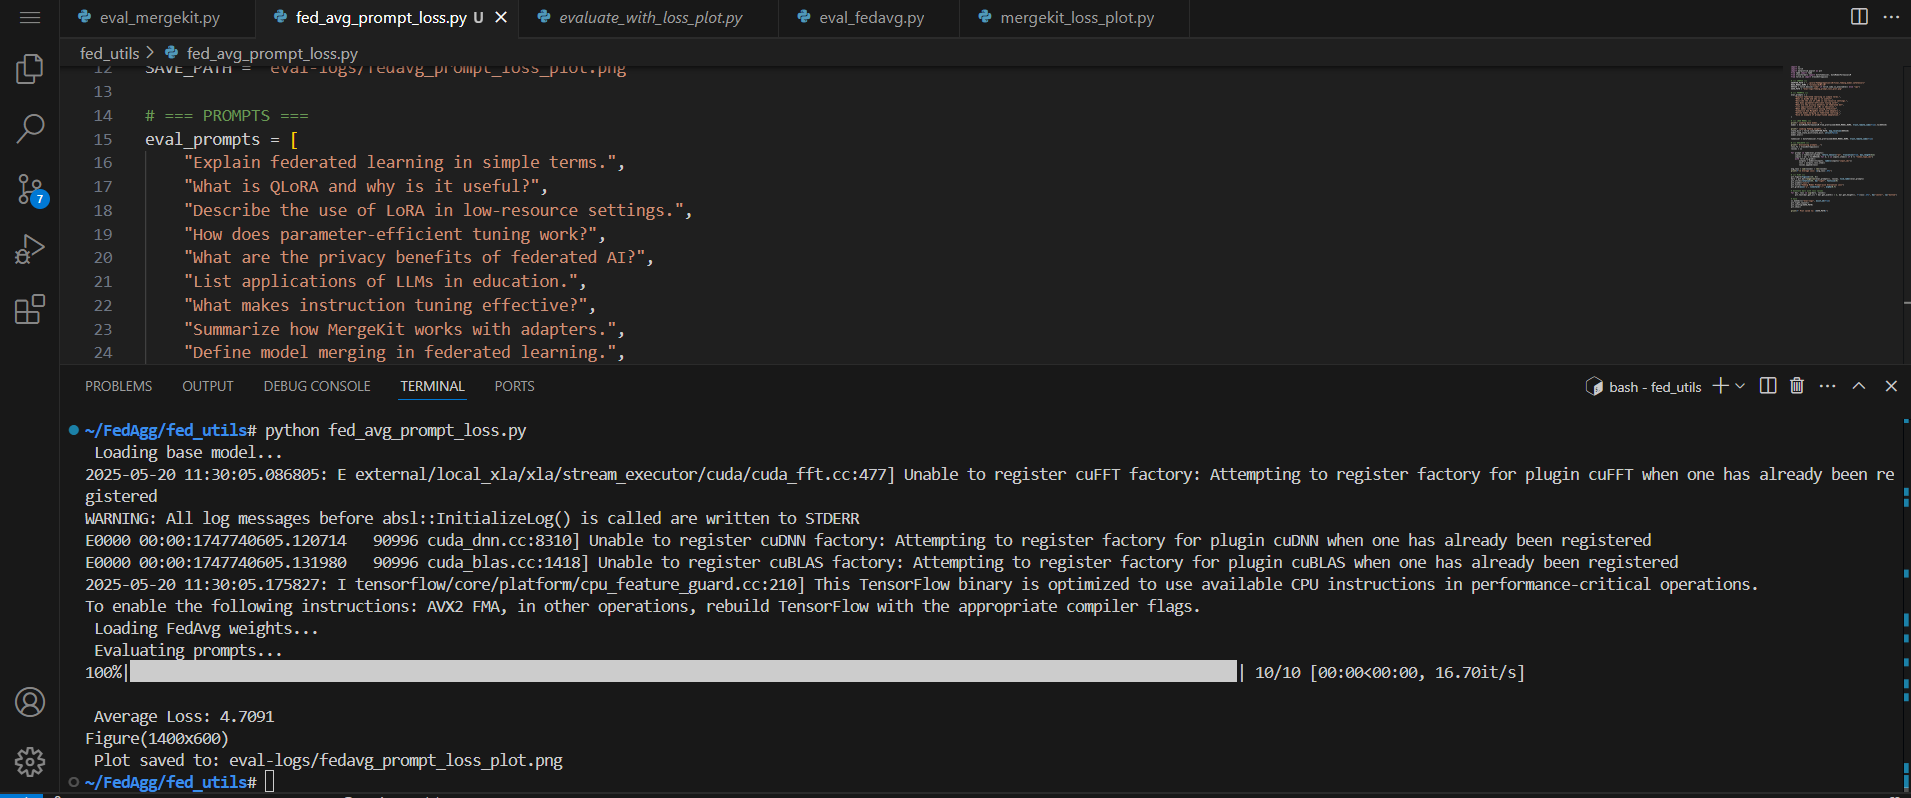 eval_mergekit.py
fed_avg_prompt_loss.py U
evaluate_with_loss_plot.py
eval_fedavg.py
mergekit_loss_plot.py
fed_utils > fed_avg_prompt_loss.py
12 SAVE_PATH = "eval-logs/fedavg_prompt_loss_plot.png"
13
14 # === PROMPTS ===
15 eval_prompts = [
16 "Explain federated learning in simple terms.",
17 "What is QLoRA and why is it useful?",
18 "Describe the use of LoRA in low-resource settings.",
19 "How does parameter-efficient tuning work?",
20 "What are the privacy benefits of federated AI?",
21 "List applications of LLMs in education.",
22 "What makes instruction tuning effective?",
23 "Summarize how MergeKit works with adapters.",
24 "Define model merging in federated learning.",
7
PROBLEMS OUTPUT DEBUG CONSOLE TERMINAL PORTS
bash - fed_utils
~/FedAgg/fed_utils# python fed_avg_prompt_loss.py
Loading base model...
2025-05-20 11:30:05.086805: E external/local_xla/xla/stream_executor/cuda/cuda_fft.cc:477] Unable to register cuFFT factory: Attempting to register factory for plugin cuFFT when one has already been re
gistered
WARNING: All log messages before absl::InitializeLog() is called are written to STDERR
E0000 00:00:1747740605.120714 90996 cuda_dnn.cc:8310] Unable to register cuDNN factory: Attempting to register factory for plugin cuDNN when one has already been registered
E0000 00:00:1747740605.131980 90996 cuda_blas.cc:1418] Unable to register cuBLAS factory: Attempting to register factory for plugin cuBLAS when one has already been registered
2025-05-20 11:30:05.175827: I tensorflow/core/platform/cpu_feature_guard.cc:210] This TensorFlow binary is optimized to use available CPU instructions in performance-critical operations.
To enable the following instructions: AVX2 FMA, in other operations, rebuild TensorFlow with the appropriate compiler flags.
Loading FedAvg weights...
Evaluating prompts...
100%| | 10/10 [00:00<00:00, 16.70it/s]
Average Loss: 4.7091
Figure(1400x600)
Plot saved to: eval-logs/fedavg_prompt_loss_plot.png
~/FedAgg/fed_utils#